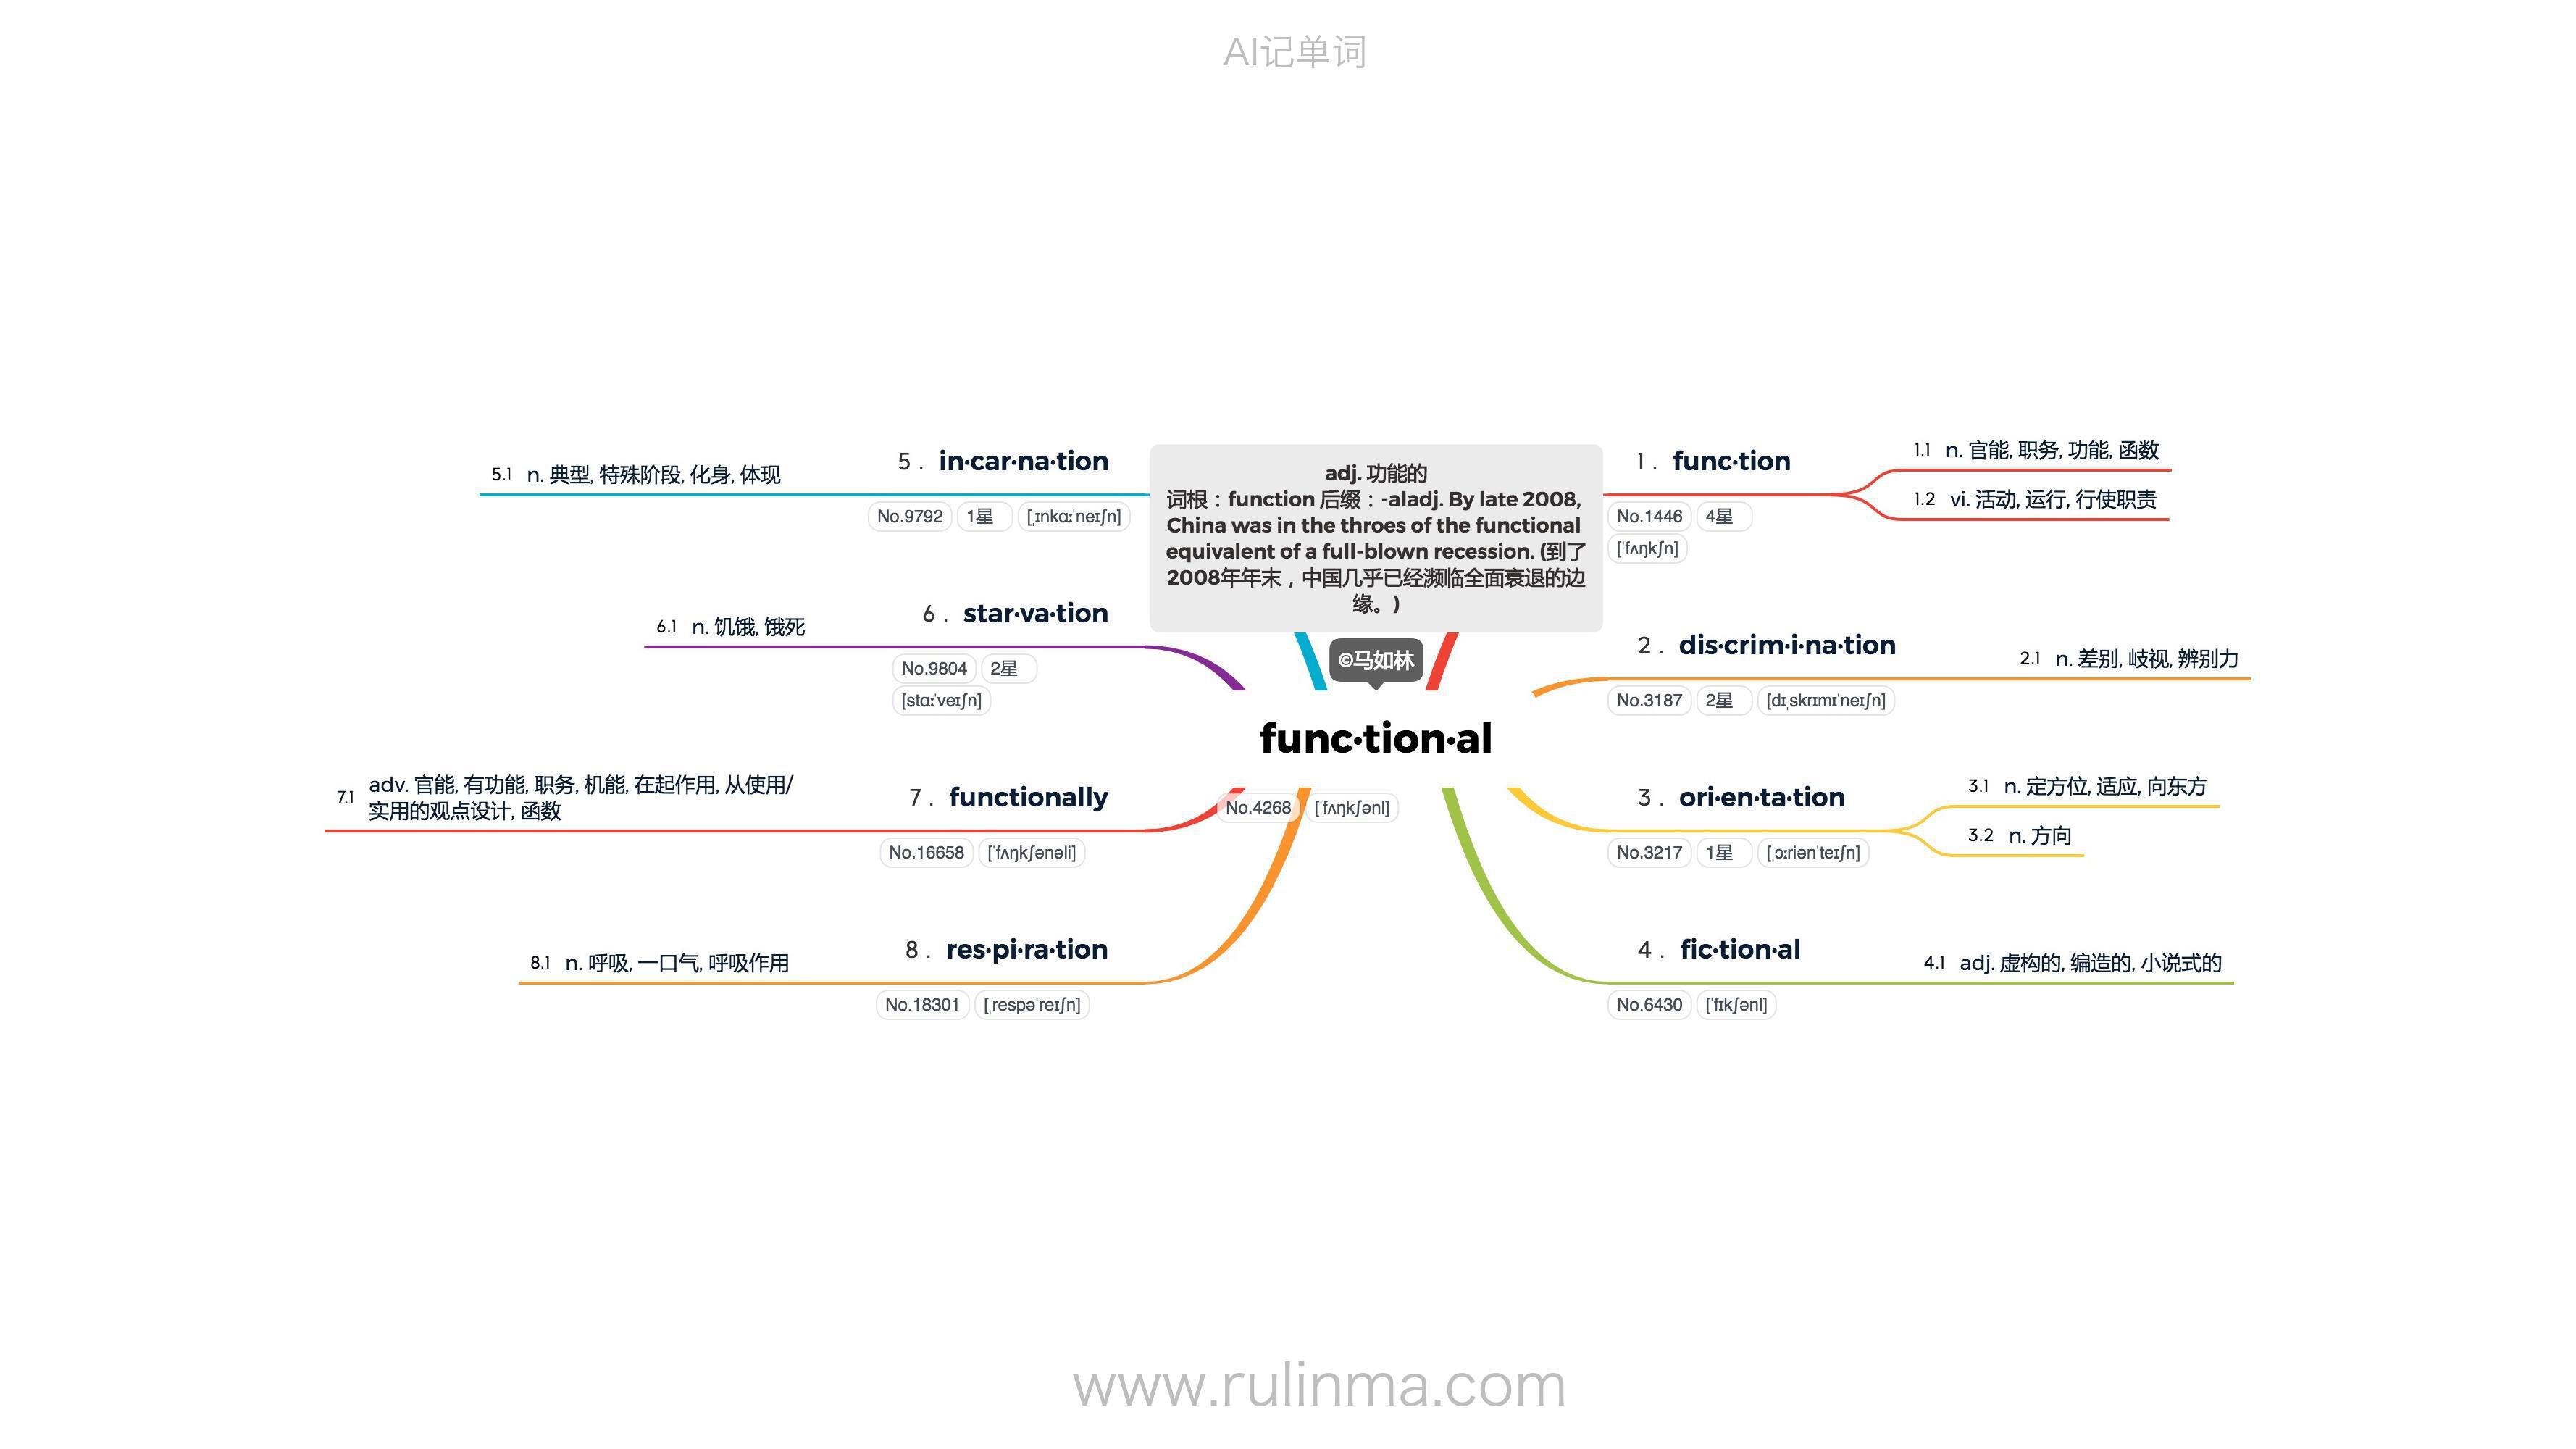 AI记单词
adj. 功能的
词根：function 后缀：-aladj. By late 2008,
China was in the throes of the functional
equivalent of a full-blown recession. (到了
2008年年末，中国几乎已经濒临全面衰退的边
缘。)
©马如林
func·tion·al
No.4268 [ˈfʌŋkʃənl]
1 . func·tion
No.1446 4星
[ˈfʌŋkʃn]
1.1 n. 官能, 职务, 功能, 函数
1.2 vi. 活动, 运行, 行使职责
2 . dis·crim·i·na·tion
No.3187 2星 [dɪˌskrɪmɪˈneɪʃn]
2.1 n. 差别, 歧视, 辨别力
3 . ori·en·ta·tion
No.3217 1星 [ˌɔːriənˈteɪʃn]
3.1 n. 定方位, 适应, 向东方
3.2 n. 方向
4 . fic·tion·al
No.6430 [ˈfɪkʃənl]
4.1 adj. 虚构的, 编造的, 小说式的
5 . in·car·na·tion
No.9792 1星 [ˌɪnkɑːˈneɪʃn]
5.1 n. 典型, 特殊阶段, 化身, 体现
6 . star·va·tion
No.9804 2星
[stɑːˈveɪʃn]
6.1 n. 饥饿, 饿死
7 . functionally
No.16658 [ˈfʌŋkʃənəli]
7.1 adv. 官能, 有功能, 职务, 机能, 在起作用, 从使用/
实用的观点设计, 函数
8 . res·pi·ra·tion
No.18301 [ˌrespəˈreɪʃn]
8.1 n. 呼吸, 一口气, 呼吸作用
www.rulinma.com